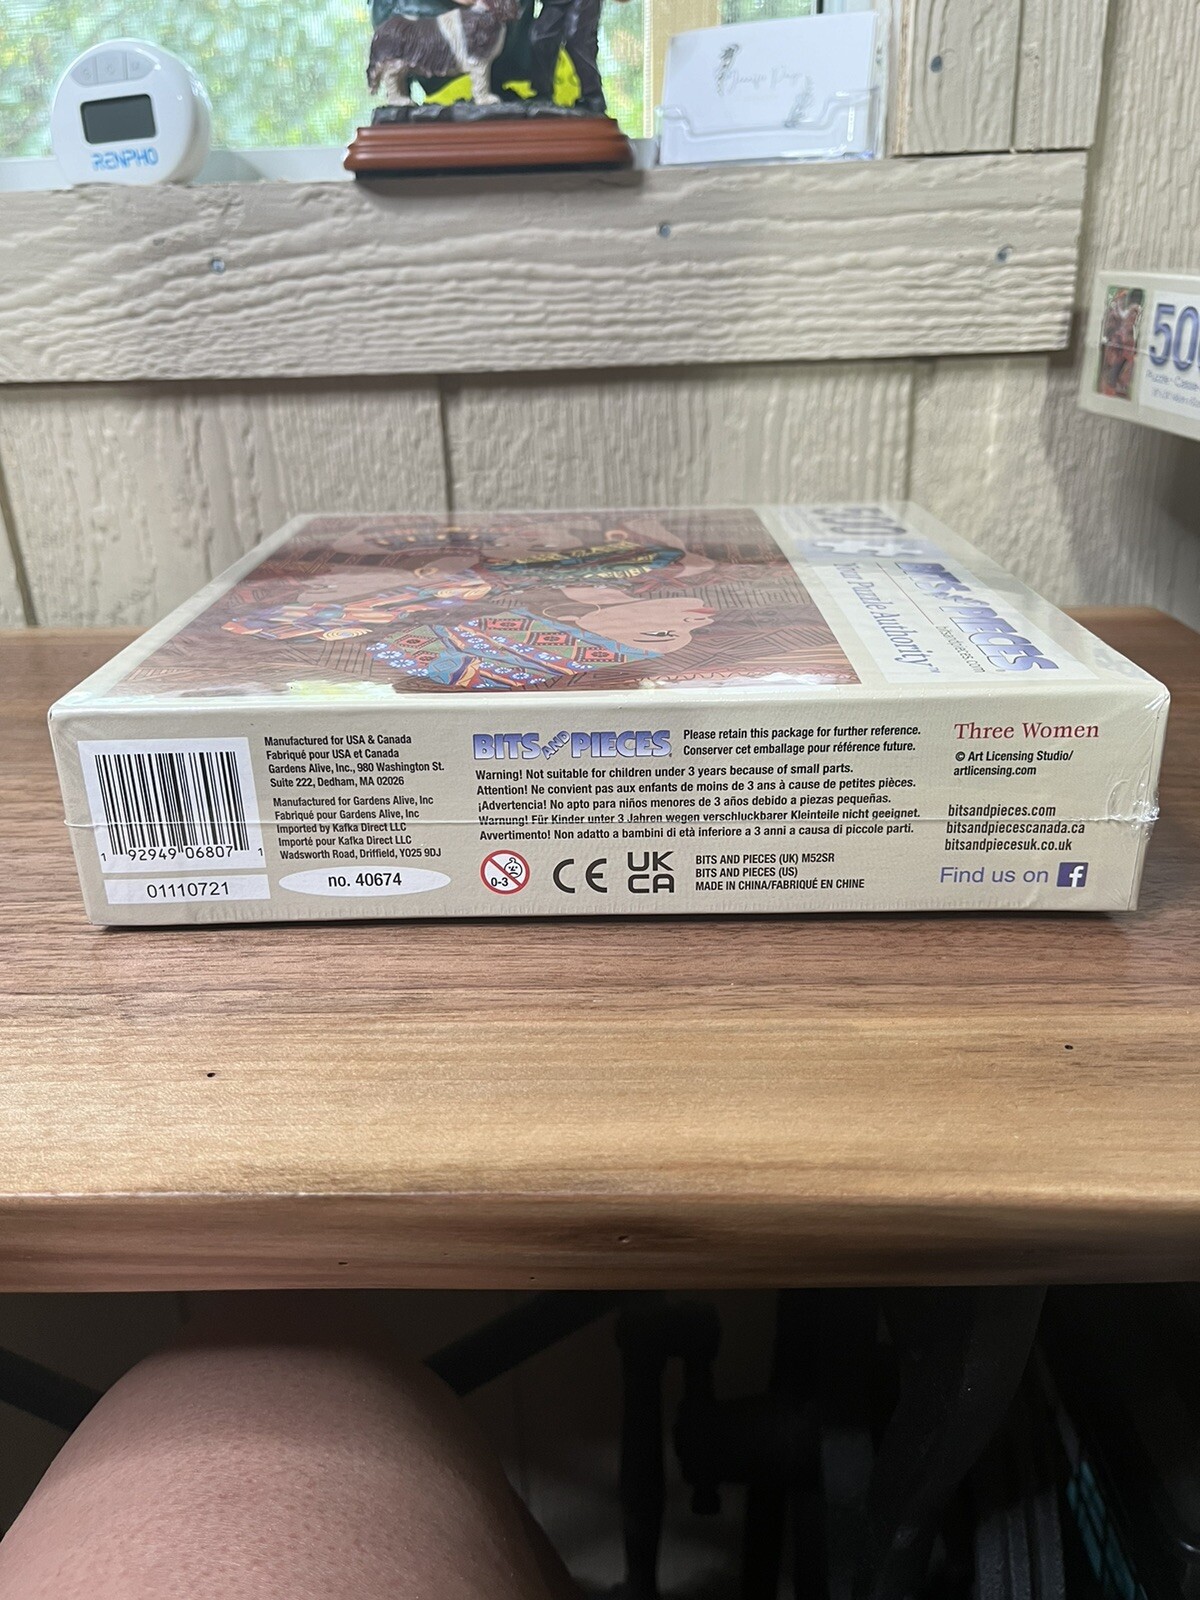 RENPHO
50
500
BITS AND PIECES
bitsandpieces.com
Your Puzzle Authority™
1 92949 06807 1
01110721
Manufactured for USA & Canada
Fabriqué pour USA et Canada
Gardens Alive, Inc., 980 Washington St.
Suite 222, Dedham, MA 02026
Manufactured for Gardens Alive, Inc
Fabriqué pour Gardens Alive, Inc
Imported by Kafka Direct LLC
Importé pour Kafka Direct LLC
Wadsworth Road, Driffield, YO25 9DJ
no. 40674
BITS AND PIECES
Please retain this package for further reference.
Conserver cet emballage pour référence future.
Warning! Not suitable for children under 3 years because of small parts.
Attention! Ne convient pas aux enfants de moins de 3 ans à cause de petites pièces.
¡Advertencia! No apto para niños menores de 3 años debido a piezas pequeñas.
Warnung! Für Kinder unter 3 Jahren wegen verschluckbarer Kleinteile nicht geeignet.
Avvertimento! Non adatto a bambini di età inferiore a 3 anni a causa di piccole parti.
0-3
CE
UK
CA
BITS AND PIECES (UK) M52SR
BITS AND PIECES (US)
MADE IN CHINA/FABRIQUÉ EN CHINE
Three Women
© Art Licensing Studio/
artlicensing.com
bitsandpieces.com
bitsandpiecescanada.ca
bitsandpiecesuk.co.uk
Find us on f